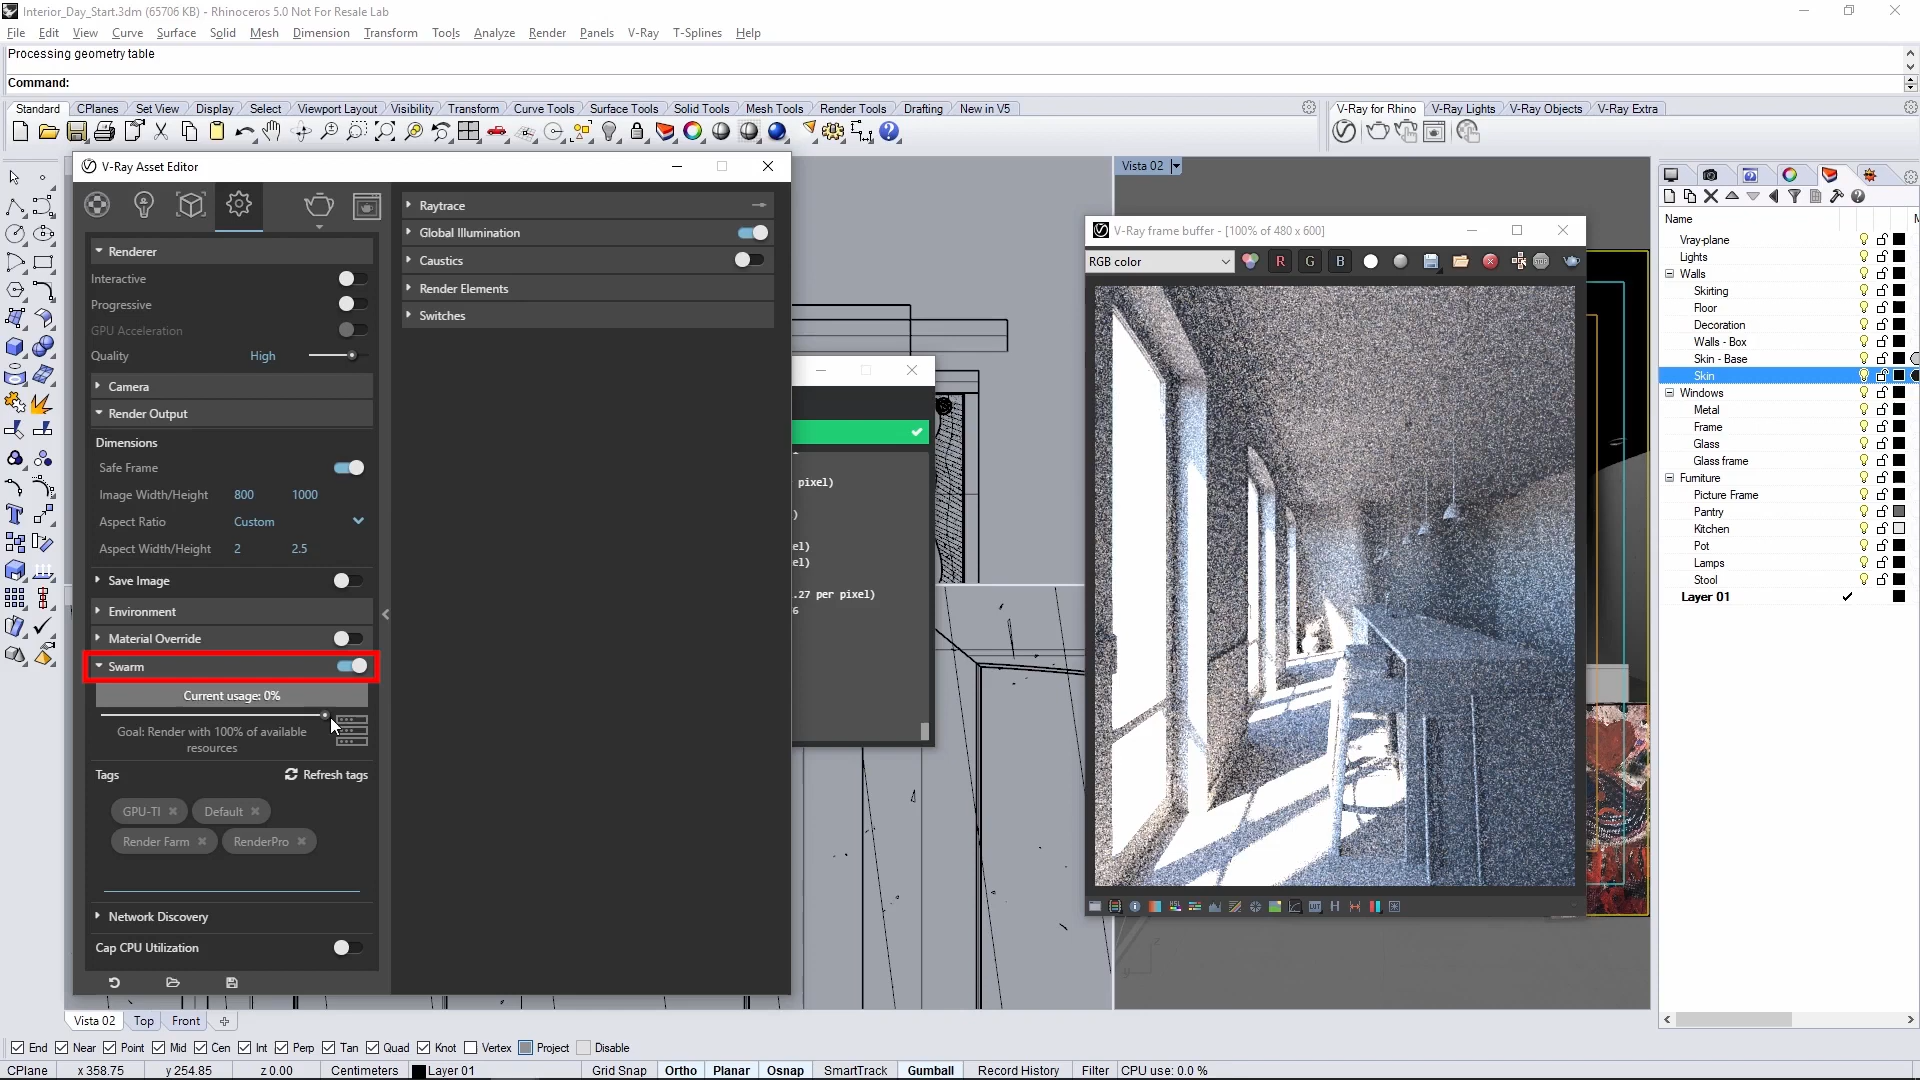 Interior_Day_Start.3dm (65706 KB) - Rhinoceros 5.0 Not For Resale Lab
File Edit View Curve Surface Solid Mesh Dimension Transform Tools Analyze Render Panels V-Ray T-Splines Help
Processing geometry table
Command:
Standard CPlanes Set View Display Select Viewport Layout Visibility Transform Curve Tools Surface Tools Solid Tools Mesh Tools Render Tools Drafting New in V5
V-Ray for Rhino V-Ray Lights V-Ray Objects V-Ray Extra
V-Ray Asset Editor
Renderer
Interactive
Progressive
GPU Acceleration
Quality High
Camera
Render Output
Dimensions
Safe Frame
Image Width/Height 800 1000
Aspect Ratio Custom
Aspect Width/Height 2 2.5
Save Image
Environment
Material Override
Swarm
Current usage: 0%
Goal: Render with 100% of available
resources
Tags Refresh tags
GPU-TI Default
Render Farm RenderPro
Network Discovery
Cap CPU Utilization
Raytrace
Global Illumination
Caustics
Render Elements
Switches
pixel)
)
el)
el)
.27 per pixel)
6
Vista 02
V-Ray frame buffer - [100% of 480 x 600]
RGB color R G B
STOP
HSL
LUT H
Name
Vray-plane
Lights
Walls
Skirting
Floor
Decoration
Walls - Box
Skin - Base
Skin
Windows
Metal
Frame
Glass
Glass frame
Furniture
Picture Frame
Pantry
Kitchen
Pot
Lamps
Stool
Layer 01
Vista 02 Top Front
End Near Point Mid Cen Int Perp Tan Quad Knot Vertex Project Disable
CPlane x 358.75 y 254.85 z 0.00 Centimeters Layer 01 Grid Snap Ortho Planar Osnap SmartTrack Gumball Record History Filter CPU use: 0.0 %